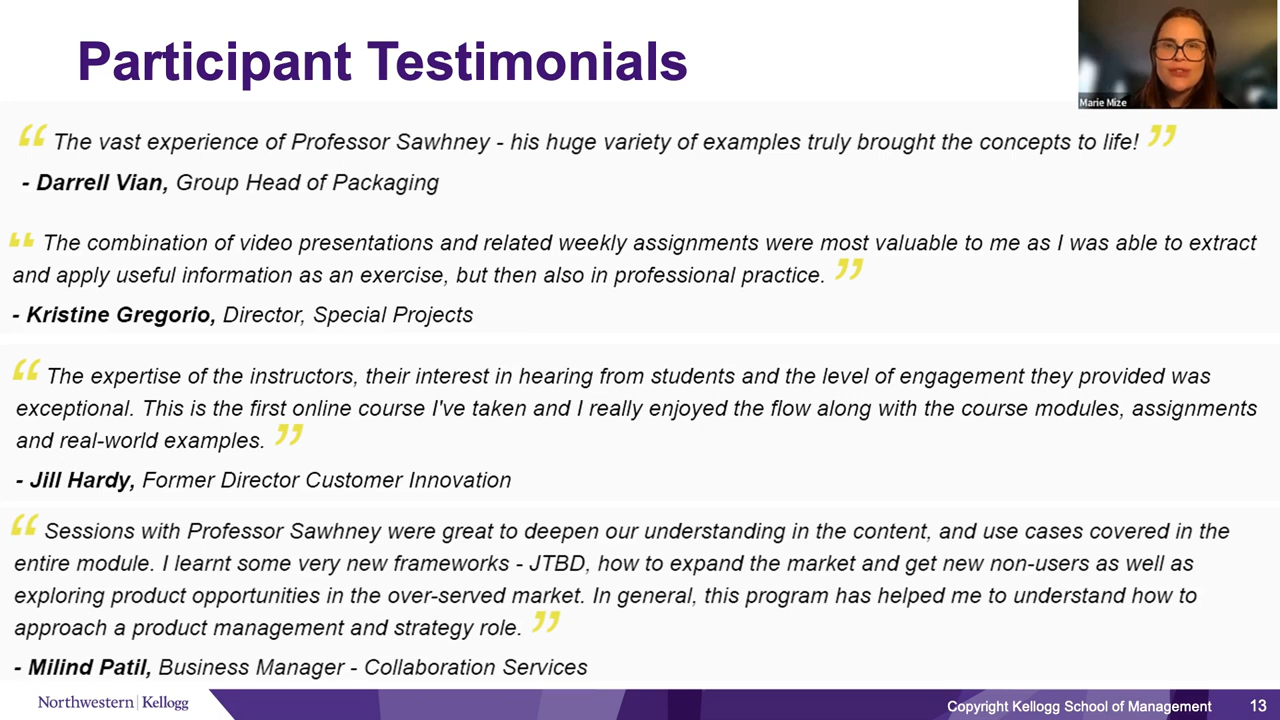 Participant Testimonials
Marie Mize
“ The vast experience of Professor Sawhney - his huge variety of examples truly brought the concepts to life! ”
- Darrell Vian, Group Head of Packaging
“ The combination of video presentations and related weekly assignments were most valuable to me as I was able to extract
and apply useful information as an exercise, but then also in professional practice. ”
- Kristine Gregorio, Director, Special Projects
“ The expertise of the instructors, their interest in hearing from students and the level of engagement they provided was
exceptional. This is the first online course I've taken and I really enjoyed the flow along with the course modules, assignments
and real-world examples. ”
- Jill Hardy, Former Director Customer Innovation
“ Sessions with Professor Sawhney were great to deepen our understanding in the content, and use cases covered in the
entire module. I learnt some very new frameworks - JTBD, how to expand the market and get new non-users as well as
exploring product opportunities in the over-served market. In general, this program has helped me to understand how to
approach a product management and strategy role. ”
- Milind Patil, Business Manager - Collaboration Services
Northwestern | Kellogg
Copyright Kellogg School of Management 13